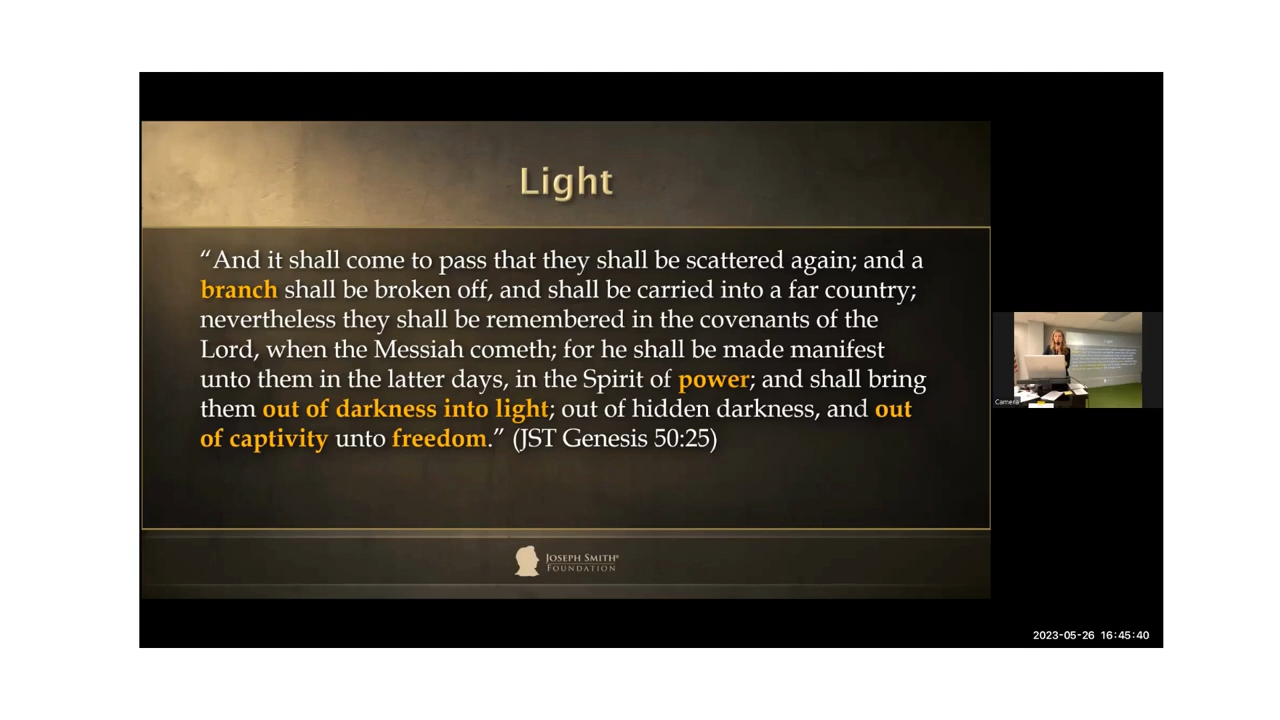 Light
“And it shall come to pass that they shall be scattered again; and a
branch shall be broken off, and shall be carried into a far country;
nevertheless they shall be remembered in the covenants of the
Lord, when the Messiah cometh; for he shall be made manifest
unto them in the latter days, in the Spirit of power; and shall bring
them out of darkness into light; out of hidden darkness, and out
of captivity unto freedom.” (JST Genesis 50:25)
JOSEPH SMITH®
FOUNDATION
Camera
2023-05-26 16:45:40